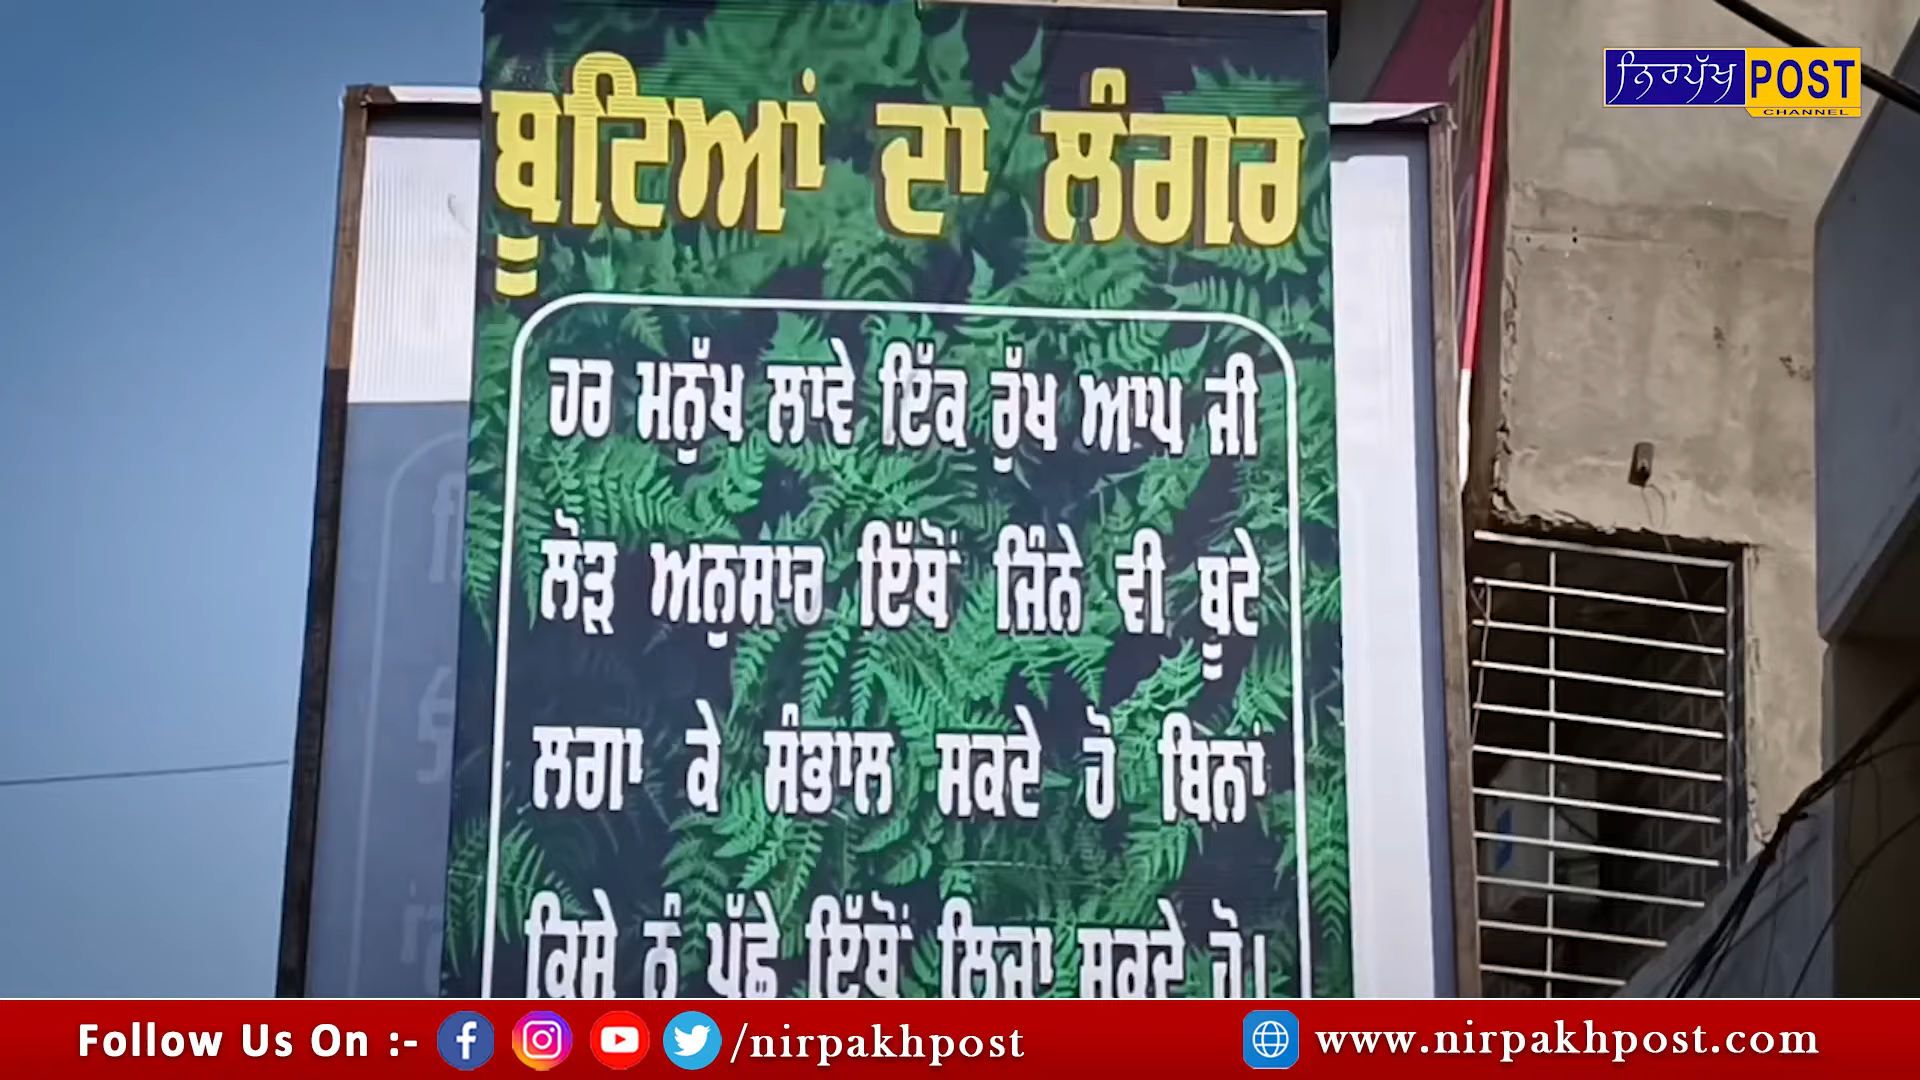 ਨਿਰਪੱਖ POST
CHANNEL
ਬੂਟਿਆਂ ਦਾ ਲੰਗਰ
ਹਰ ਮਨੁੱਖ ਲਾਵੇ ਇੱਕ ਰੁੱਖ ਆਪ ਜੀ
ਲੋੜ ਅਨੁਸਾਰ ਇੱਥੋਂ ਜਿੰਨੇ ਵੀ ਬੂਟੇ
ਲਗਾ ਕੇ ਸੰਭਾਲ ਸਕਦੇ ਹੋ ਬਿਨਾਂ
ਕਿਸੇ ਨੂੰ ਪੁੱਛੇ ਇੱਥੋਂ ਲਿਜਾ ਸਕਦੇ ਹੋ।
Follow Us On :- /nirpakhpost www.nirpakhpost.com